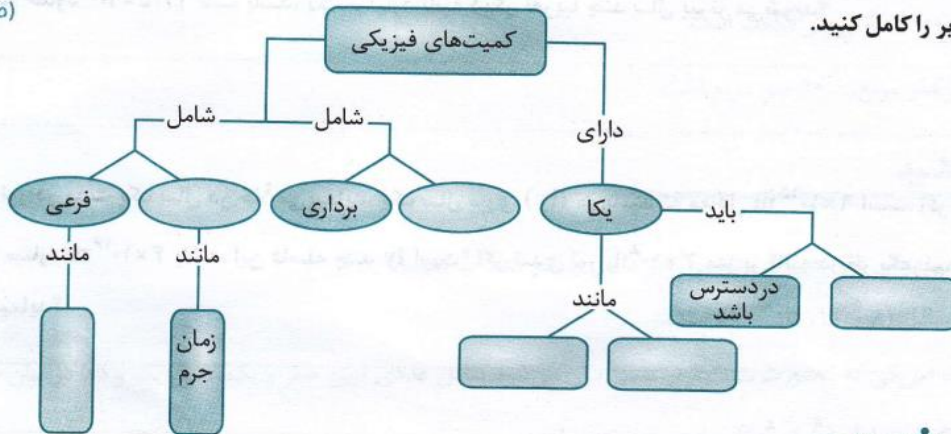 یر را کامل کنید.
کمیت‌های فیزیکی
دارای
شامل
شامل
یکا
برداری
فرعی
باید
مانند
مانند
مانند
در دسترس
باشد
زمان
جرم